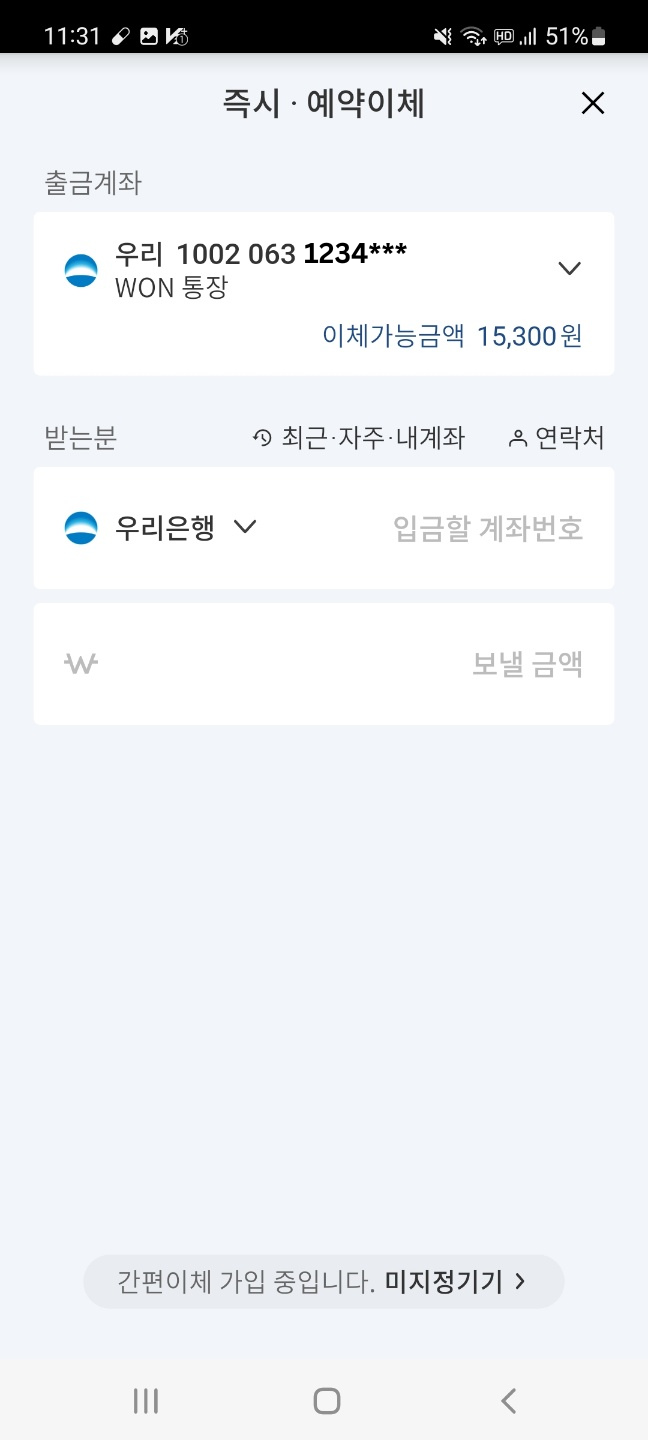 11:31 HD 51%
즉시 · 예약이체
출금계좌
우리 1002 063 1234***
WON 통장
이체가능금액 15,300원
받는분 최근·자주·내계좌 연락처
우리은행 입금할 계좌번호
₩ 보낼 금액
간편이체 가입 중입니다. 미지정기기 >